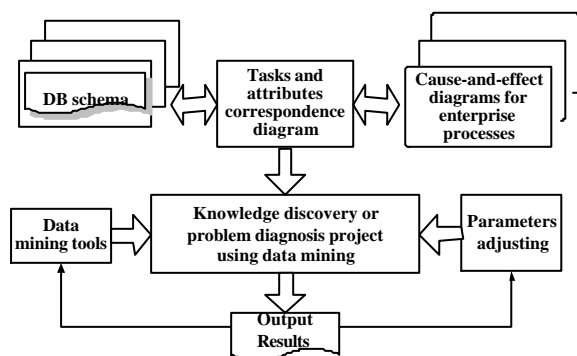 DB schema
Tasks and
attributes
correspondence
diagram
Cause-and-effect
diagrams for
enterprise
processes
Data
mining tools
Knowledge discovery or
problem diagnosis project
using data mining
Parameters
adjusting
Output
Results